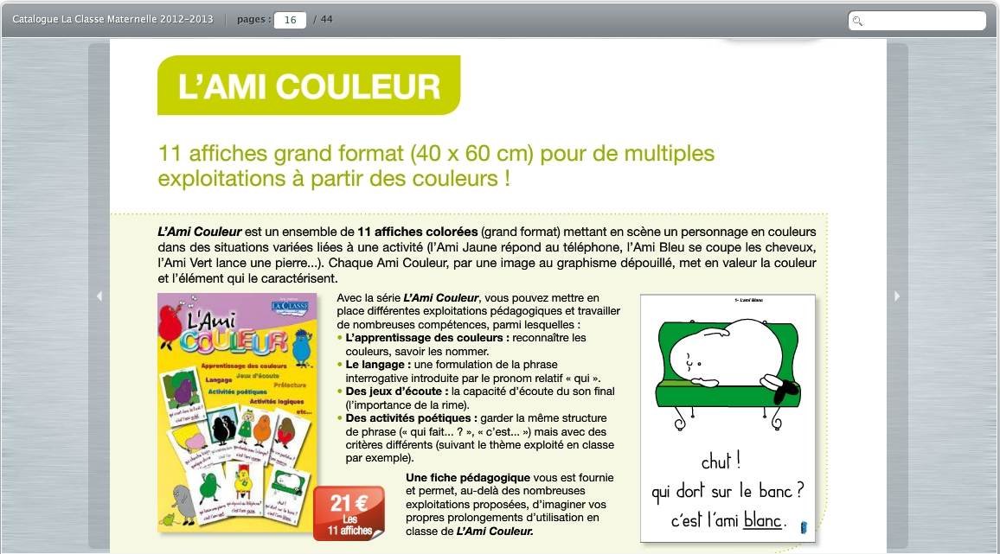 Catalogue La Classe Maternelle 2012-2013 pages : 16 / 44
L'AMI COULEUR
11 affiches grand format (40 x 60 cm) pour de multiples
exploitations à partir des couleurs !
L'Ami Couleur est un ensemble de 11 affiches colorées (grand format) mettant en scène un personnage en couleurs
dans des situations variées liées à une activité (l'Ami Jaune répond au téléphone, l'Ami Bleu se coupe les cheveux,
l'Ami Vert lance une pierre...). Chaque Ami Couleur, par une image au graphisme dépouillé, met en valeur la couleur
et l'élément qui le caractérisent.
LA CLASSE
L'Ami
COULEUR
Apprentissage des couleurs
Jeux d'écoute
Langage
Prélecture
Activités poétiques
Activités logiques
etc...
21 €
Les
11 affiches
Avec la série L'Ami Couleur, vous pouvez mettre en
place différentes exploitations pédagogiques et travailler
de nombreuses compétences, parmi lesquelles :
• L'apprentissage des couleurs : reconnaître les
couleurs, savoir les nommer.
• Le langage : une formulation de la phrase
interrogative introduite par le pronom relatif « qui ».
• Des jeux d'écoute : la capacité d'écoute du son final
(l'importance de la rime).
• Des activités poétiques : garder la même structure
de phrase (« qui fait... ? », « c'est... ») mais avec des
critères différents (suivant le thème exploité en classe
par exemple).
Une fiche pédagogique vous est fournie
et permet, au-delà des nombreuses
exploitations proposées, d'imaginer vos
propres prolongements d'utilisation en
classe de L'Ami Couleur.
1- L'ami Blanc
chut !
qui dort sur le banc ?
c'est l'ami blanc.